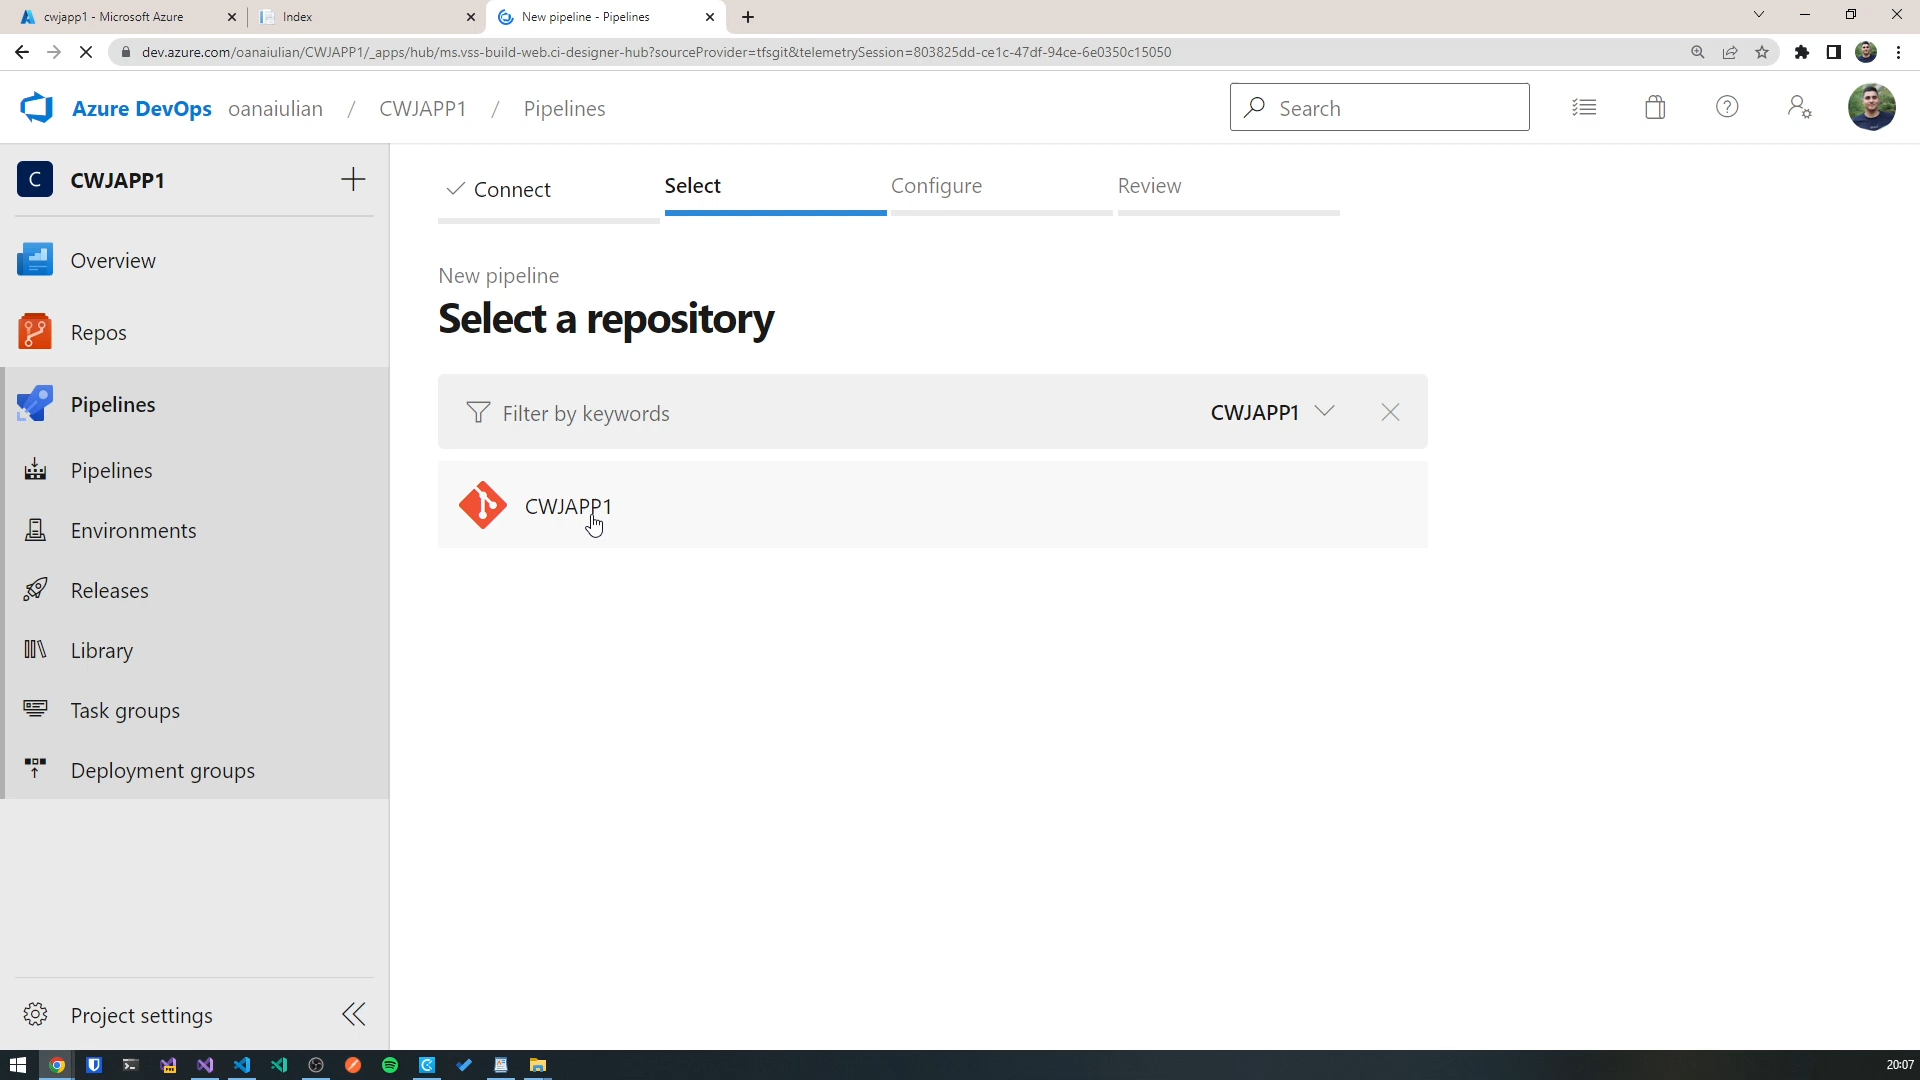 cwjapp1 - Microsoft Azure
Index
New pipeline - Pipelines
dev.azure.com/oanaiulian/CWJAPP1/_apps/hub/ms.vss-build-web.ci-designer-hub?sourceProvider=tfsgit&telemetrySession=803825dd-ce1c-47df-94ce-6e0350c15050
Azure DevOps oanaiulian / CWJAPP1 / Pipelines
Search
C CWJAPP1
Connect
Select
Configure
Review
Overview
Repos
Pipelines
Pipelines
Environments
Releases
Library
Task groups
Deployment groups
Project settings
New pipeline
Select a repository
Filter by keywords
CWJAPP1
CWJAPP1
20:07